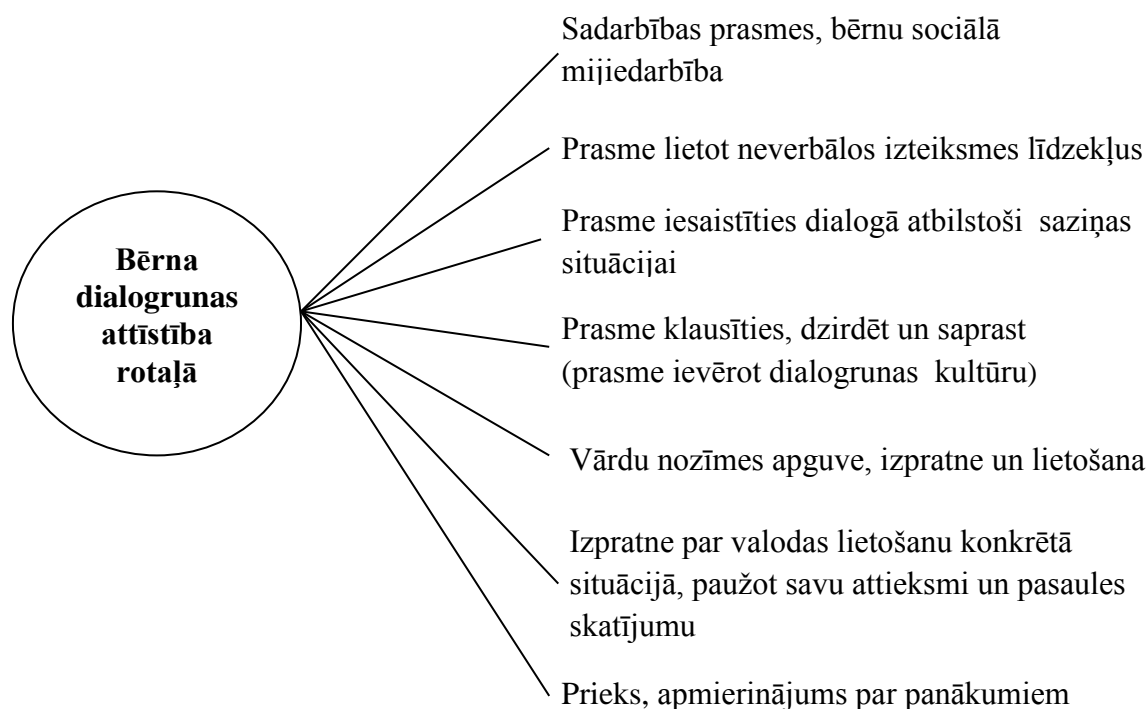 Sadarbības prasmes, bērnu sociālā
mijiedarbība
Prasme lietot neverbālos izteiksmes līdzekļus
Prasme iesaistīties dialogā atbilstoši saziņas
situācijai
Bērna
dialogrunas
attīstība
rotaļā
Prasme klausīties, dzirdēt un saprast
(prasme ievērot dialogrunas kultūru)
Vārdu nozīmes apguve, izpratne un lietošana
Izpratne par valodas lietošanu konkrētā
situācijā, paužot savu attieksmi un pasaules
skatījumu
Prieks, apmierinājums par panākumiem